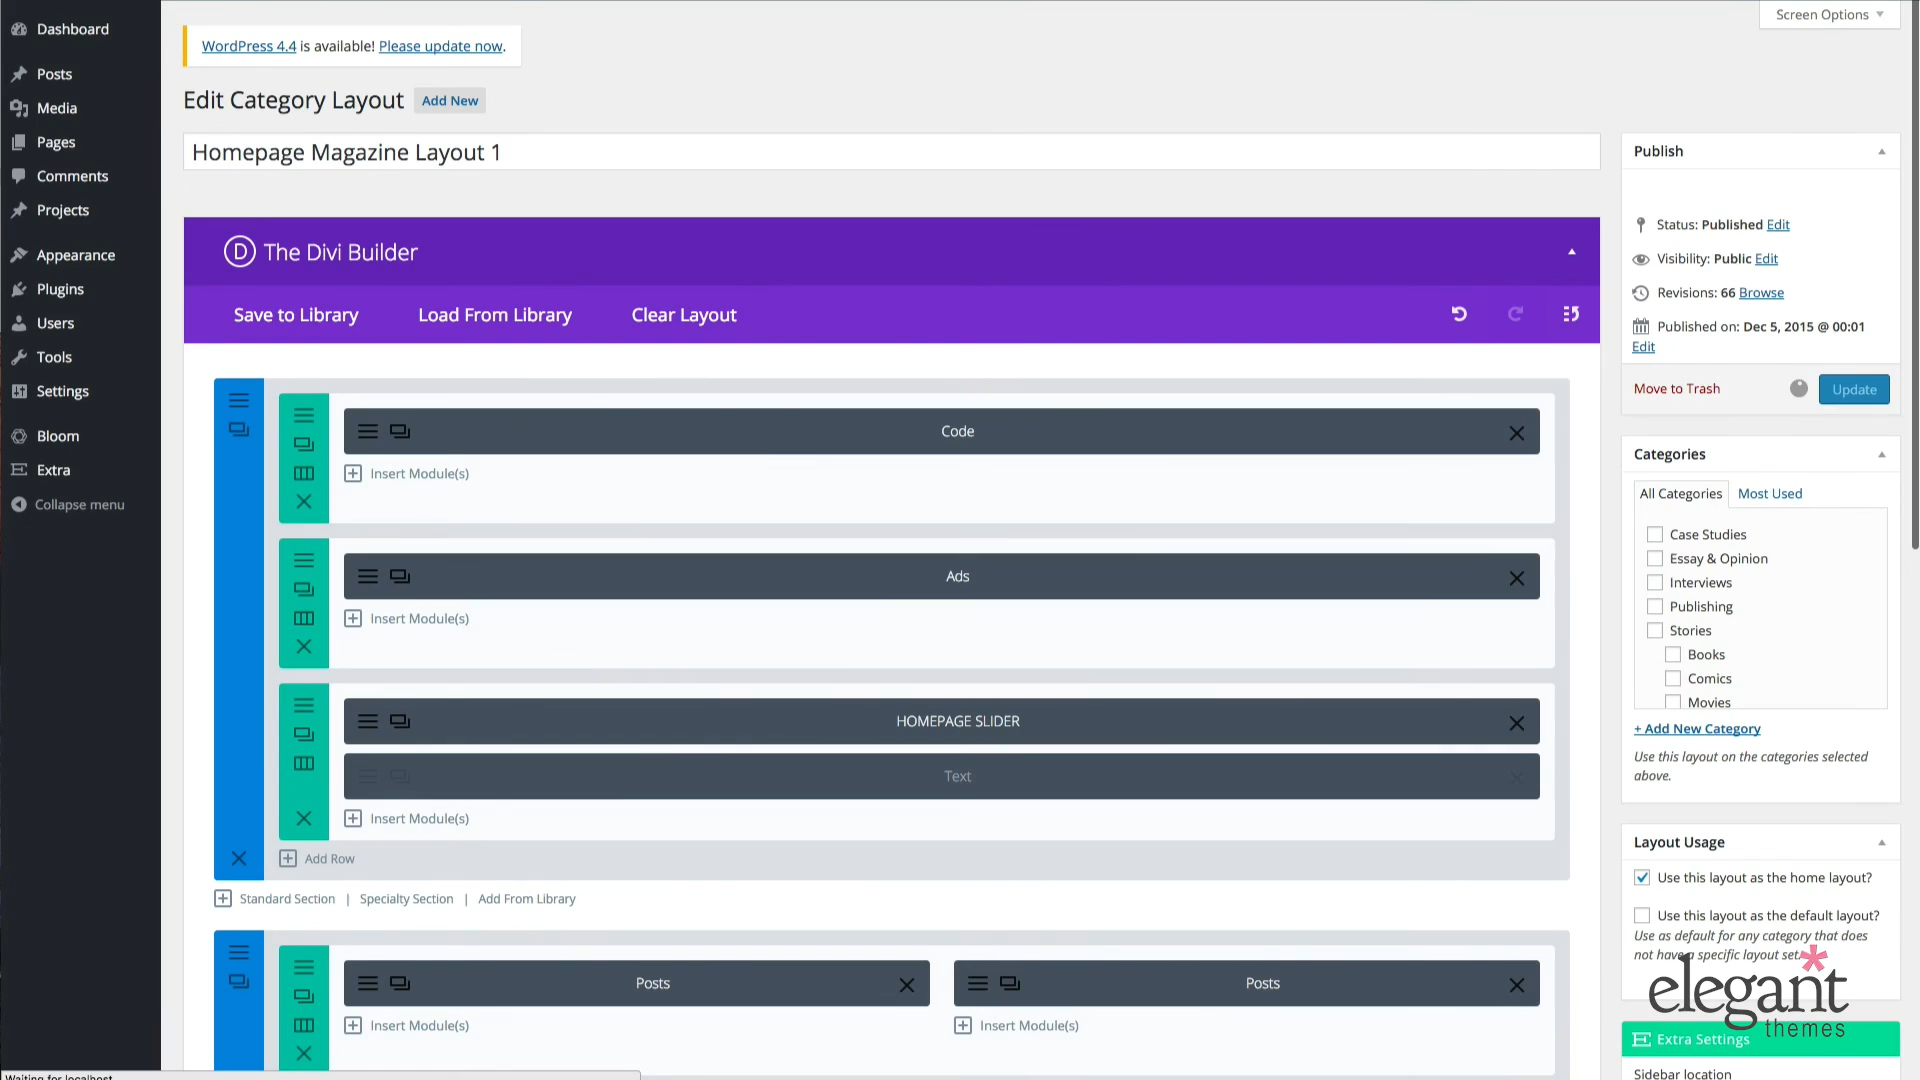 Dashboard
Posts
Media
Pages
Comments
Projects
Appearance
Plugins
Users
Tools
Settings
Bloom
Extra
Collapse menu
Screen Options
WordPress 4.4 is available! Please update now.
Edit Category Layout Add New
Homepage Magazine Layout 1
The Divi Builder
Save to Library Load From Library Clear Layout
Code
Insert Module(s)
Ads
Insert Module(s)
HOMEPAGE SLIDER
Text
Insert Module(s)
Add Row
Standard Section | Specialty Section | Add From Library
Posts Posts
Insert Module(s) Insert Module(s)
Publish
Status: Published Edit
Visibility: Public Edit
Revisions: 66 Browse
Published on: Dec 5, 2015 @ 00:01
Edit
Move to Trash Update
Categories
All Categories Most Used
Case Studies
Essay & Opinion
Interviews
Publishing
Stories
Books
Comics
Movies
+ Add New Category
Use this layout on the categories selected
above.
Layout Usage
Use this layout as the home layout?
Use this layout as the default layout?
Use as default for any category that does
not have a specific layout set.
elegant
themes
Extra Settings
Sidebar location
Waiting for localhost